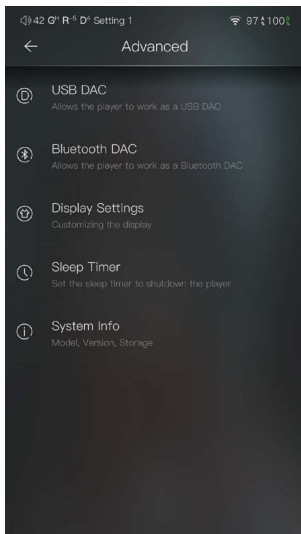 42 Gᴴ R⁻⁵ D⁴ Setting 1 97 100
Advanced
USB DAC
Allows the player to work as a USB DAC
Bluetooth DAC
Allows the player to work as a Bluetooth DAC
Display Settings
Customizing the display
Sleep Timer
Set the sleep timer to shutdown the player
System Info
Model, Version, Storage